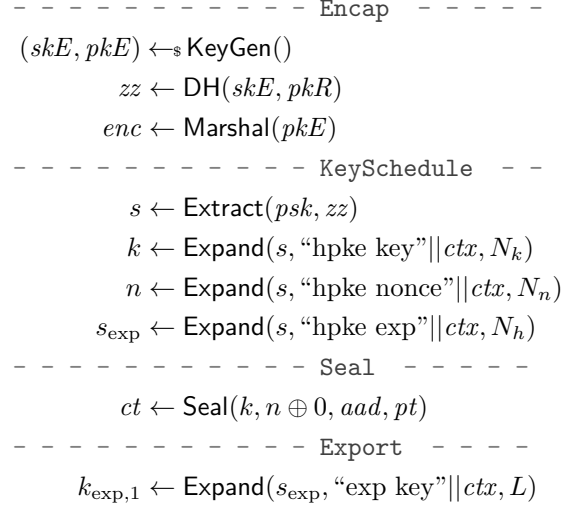 - - - - - - - - - - - Encap - - - - -
(skE, pkE) ←$ KeyGen()
zz ← DH(skE, pkR)
enc ← Marshal(pkE)
- - - - - - - - - - - KeySchedule - -
s ← Extract(psk, zz)
k ← Expand(s, “hpke key”||ctx, N_k)
n ← Expand(s, “hpke nonce”||ctx, N_n)
s_exp ← Expand(s, “hpke exp”||ctx, N_h)
- - - - - - - - - - - Seal - - - - -
ct ← Seal(k, n ⊕ 0, aad, pt)
- - - - - - - - - - - Export - - - -
k_exp,1 ← Expand(s_exp, “exp key”||ctx, L)